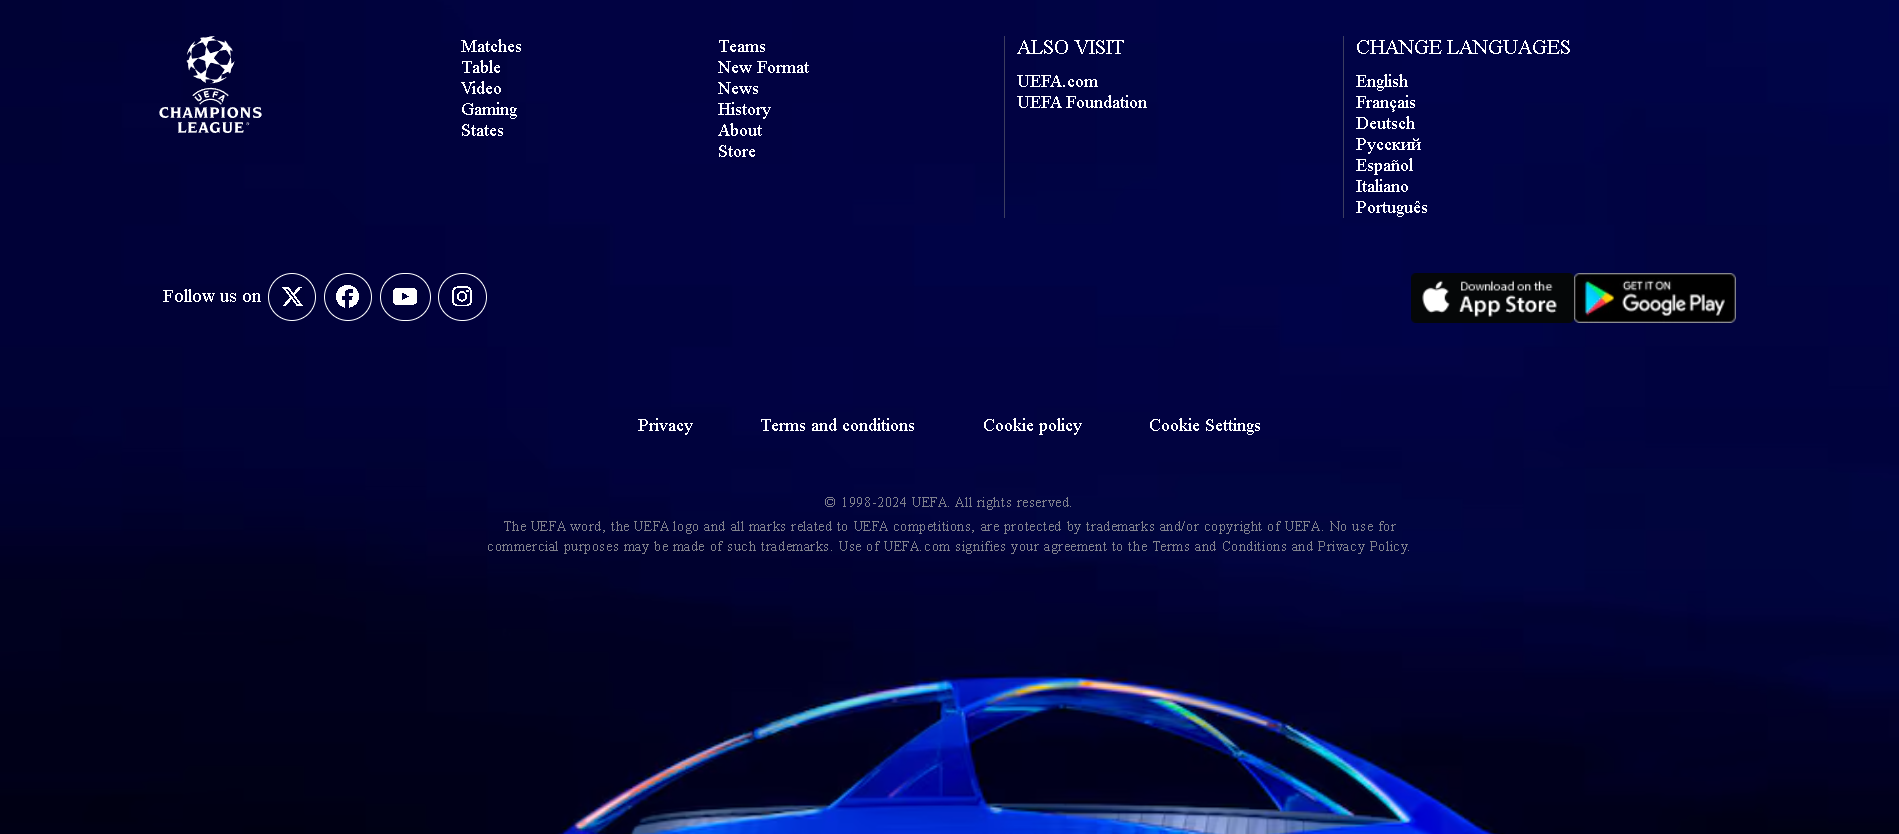 UEFA
CHAMPIONS
LEAGUE
Matches
Table
Video
Gaming
States
Teams
New Format
News
History
About
Store
ALSO VISIT
UEFA.com
UEFA Foundation
CHANGE LANGUAGES
English
Français
Deutsch
Русский
Español
Italiano
Português
Follow us on
Download on the
App Store
GET IT ON
Google Play
Privacy
Terms and conditions
Cookie policy
Cookie Settings
© 1998-2024 UEFA. All rights reserved.
The UEFA word, the UEFA logo and all marks related to UEFA competitions, are protected by trademarks and/or copyright of UEFA. No use for
commercial purposes may be made of such trademarks. Use of UEFA.com signifies your agreement to the Terms and Conditions and Privacy Policy.